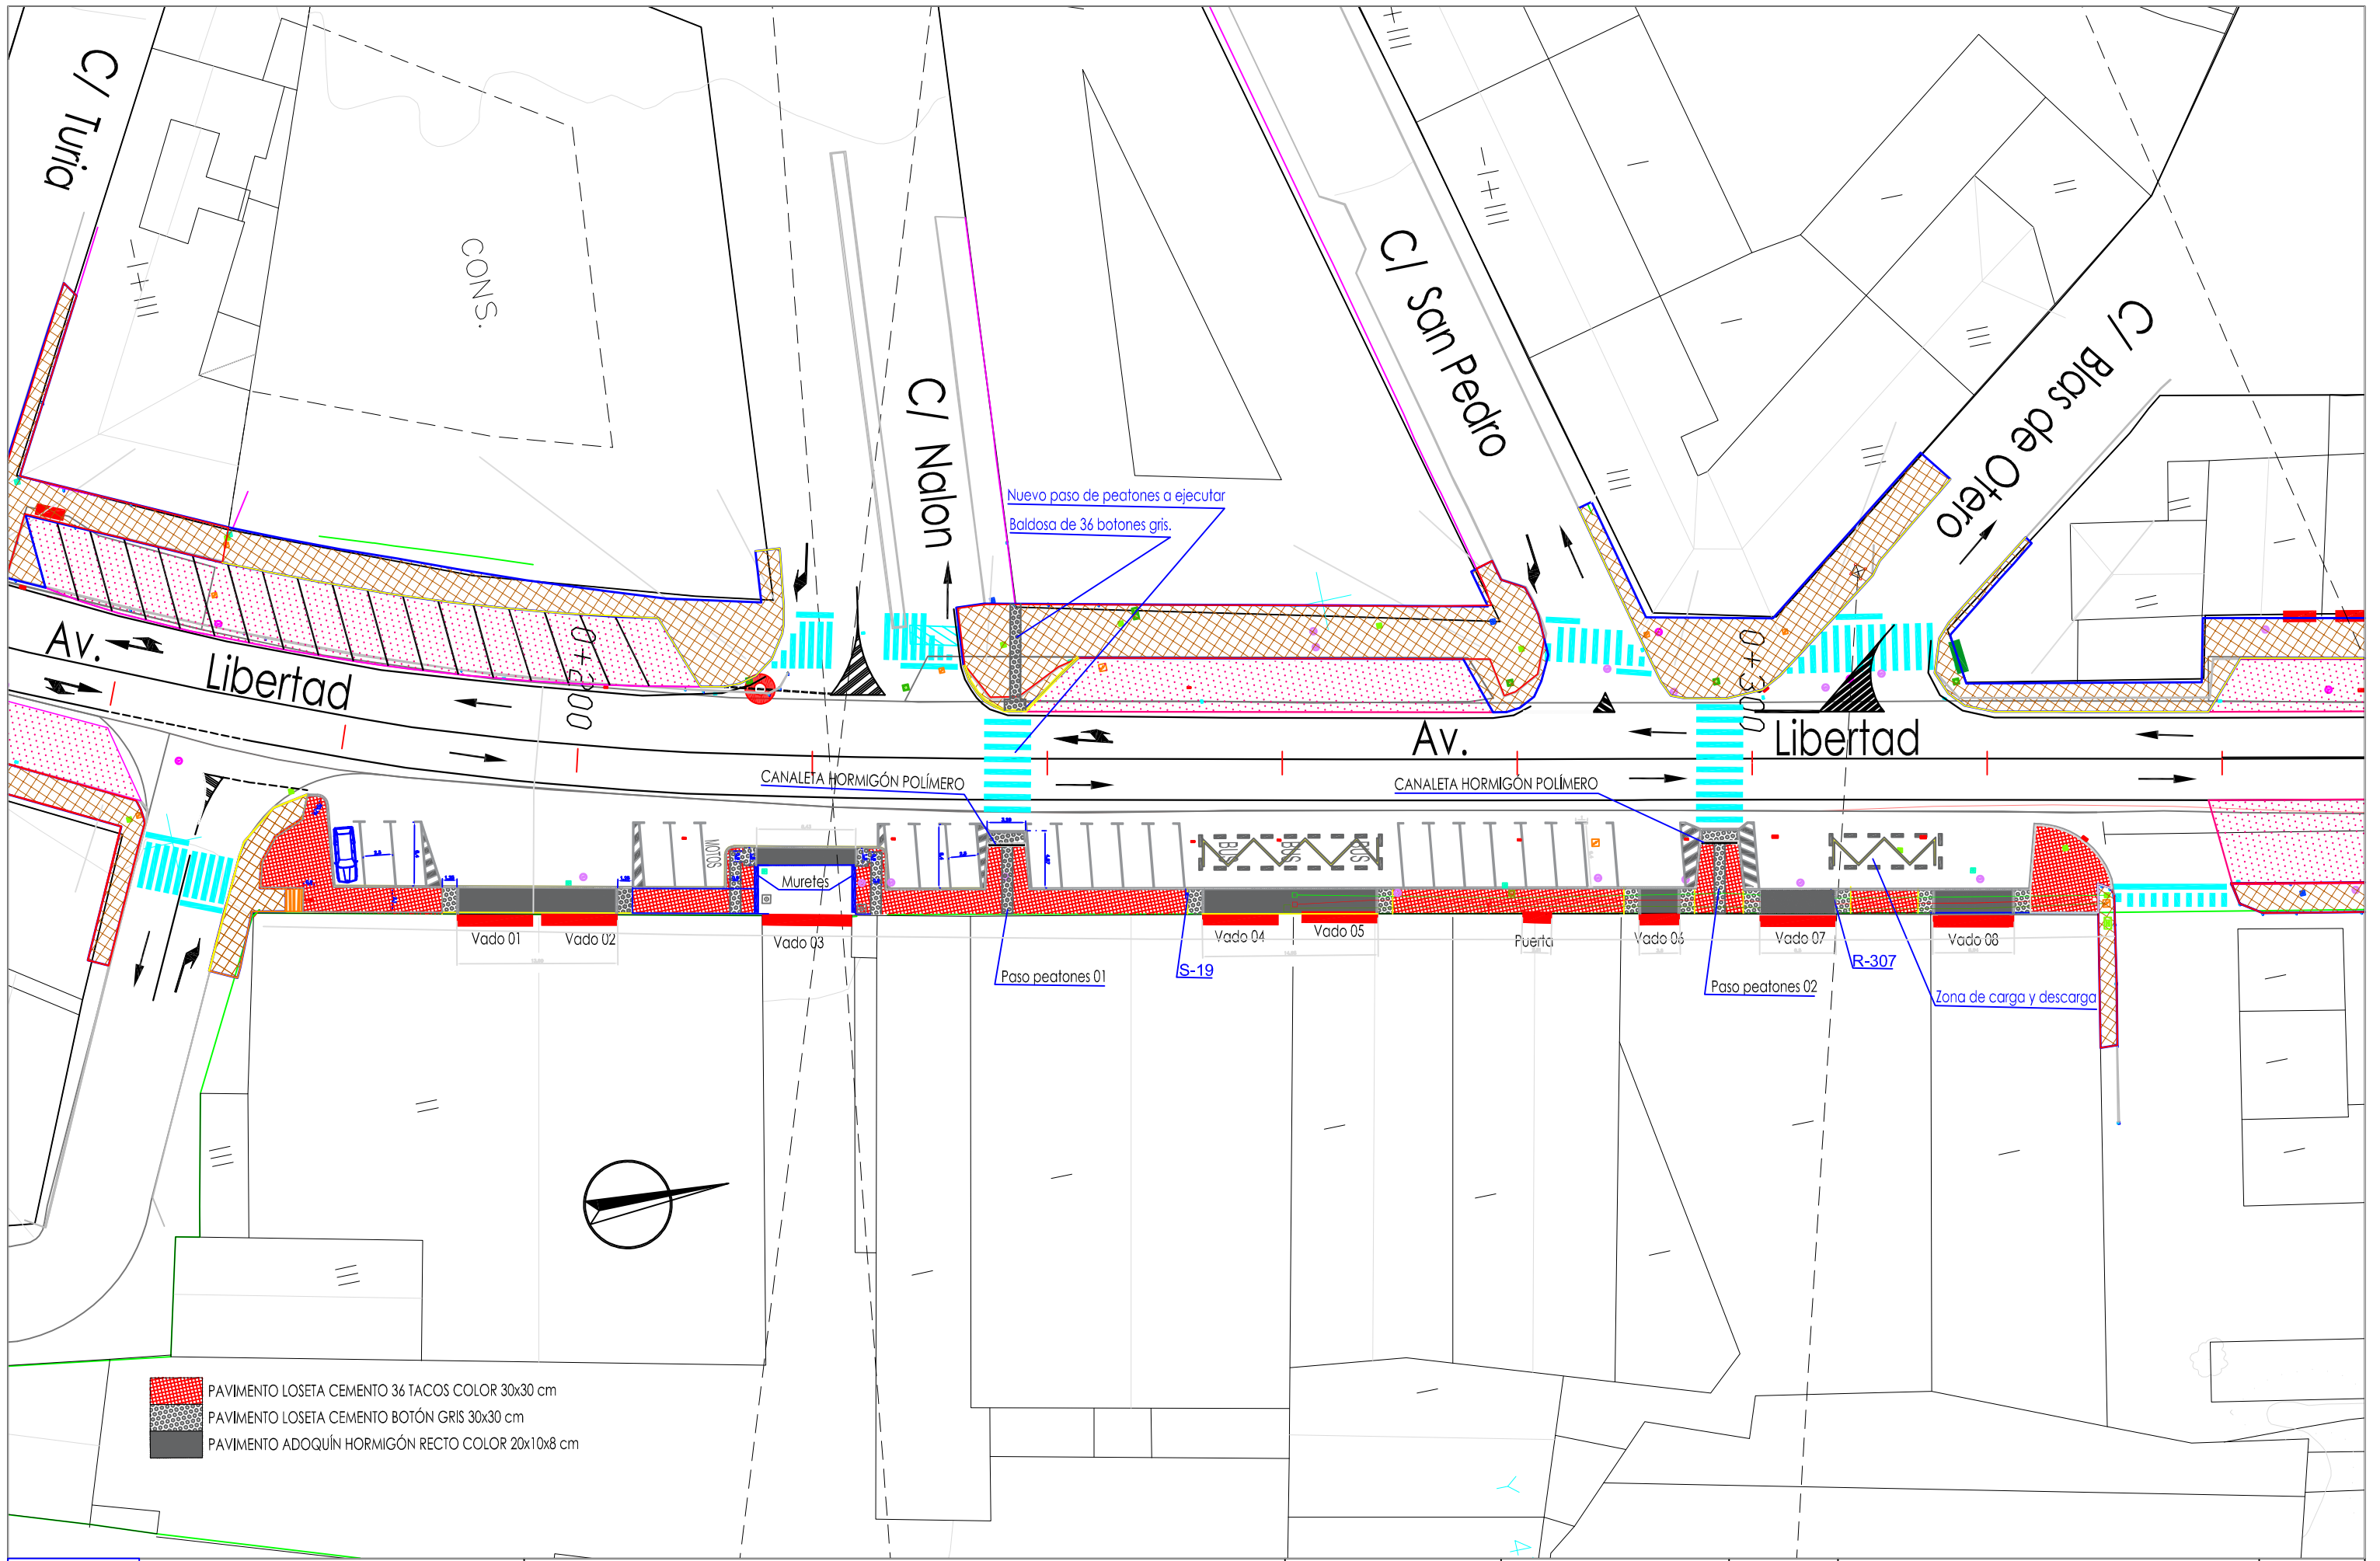 C/ Turia
CONS.
I+III
C/ Nalon
C/ San Pedro
I+III
I+III
C/ Blas de Otero
Nuevo paso de peatones a ejecutar
Baldosa de 36 botones gris.
Av.
Libertad
0+200
0+300
Av.
Libertad
CANALETA HORMIGÓN POLÍMERO
CANALETA HORMIGÓN POLÍMERO
MOTOS
BUS
BUS
BUS
Muretes
Vado 01
Vado 02
Vado 03
Vado 04
Vado 05
Puerta
Vado 06
Vado 07
Vado 08
Paso peatones 01
S-19
Paso peatones 02
R-307
Zona de carga y descarga
PAVIMENTO LOSETA CEMENTO 36 TACOS COLOR 30x30 cm
PAVIMENTO LOSETA CEMENTO BOTÓN GRIS 30x30 cm
PAVIMENTO ADOQUÍN HORMIGÓN RECTO COLOR 20x10x8 cm